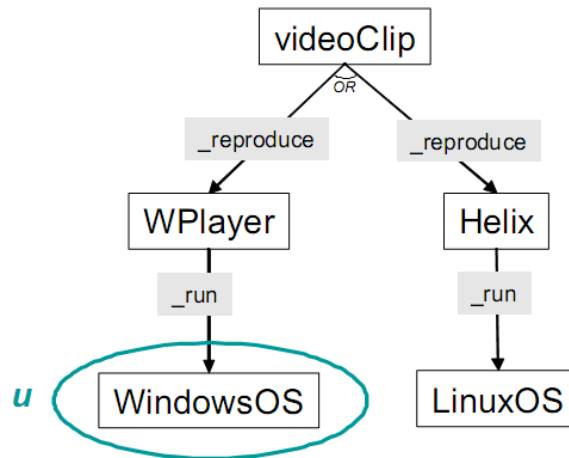 videoClip
OR
_reproduce
_reproduce
WPlayer
Helix
_run
_run
u
WindowsOS
LinuxOS